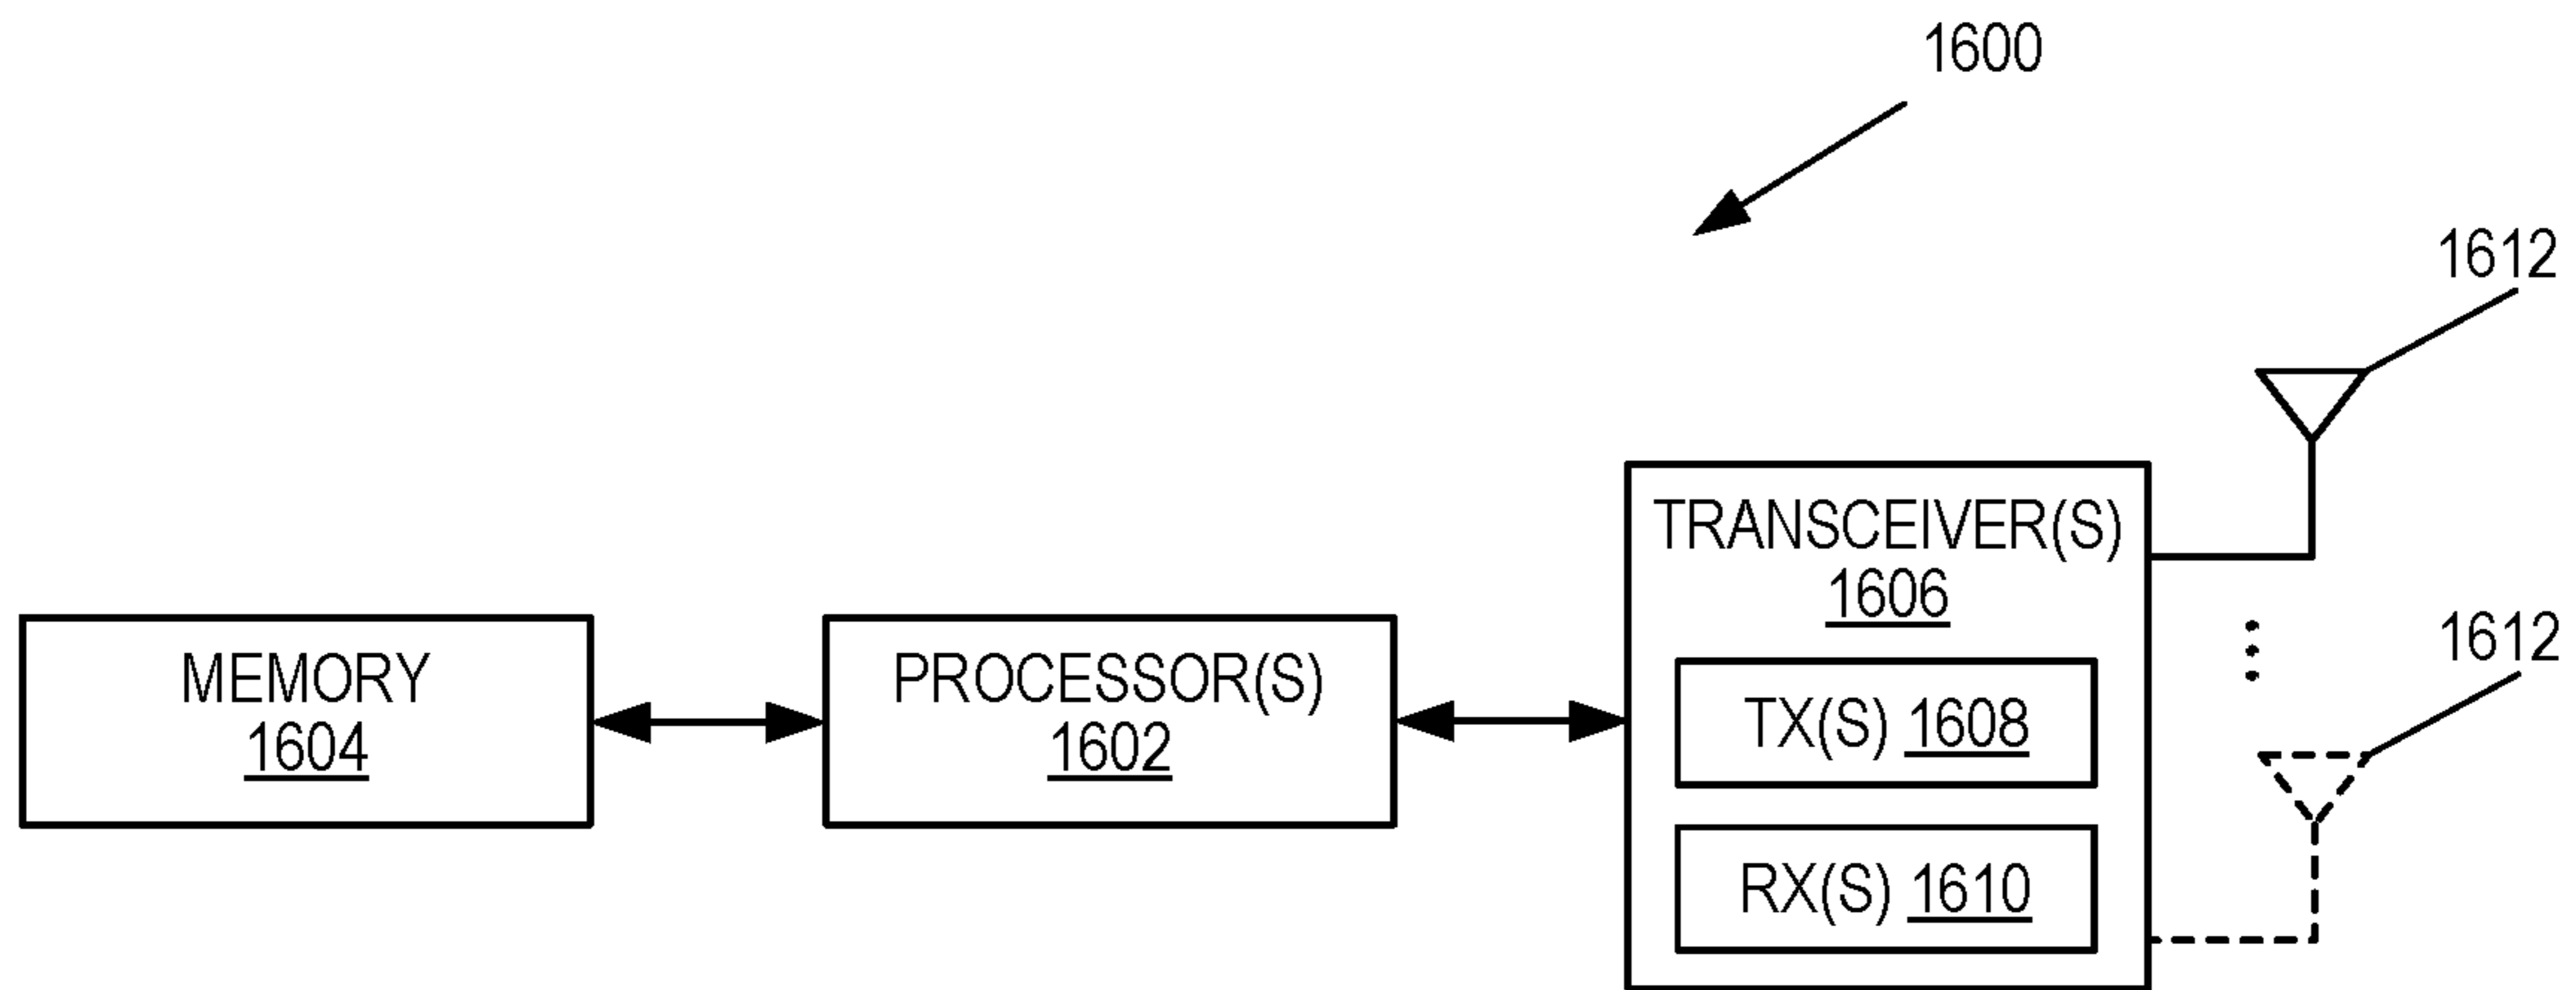 1600
1612
TRANSCEIVER(S)
1606
1612
MEMORY
1604
PROCESSOR(S)
1602
TX(S) 1608
RX(S) 1610